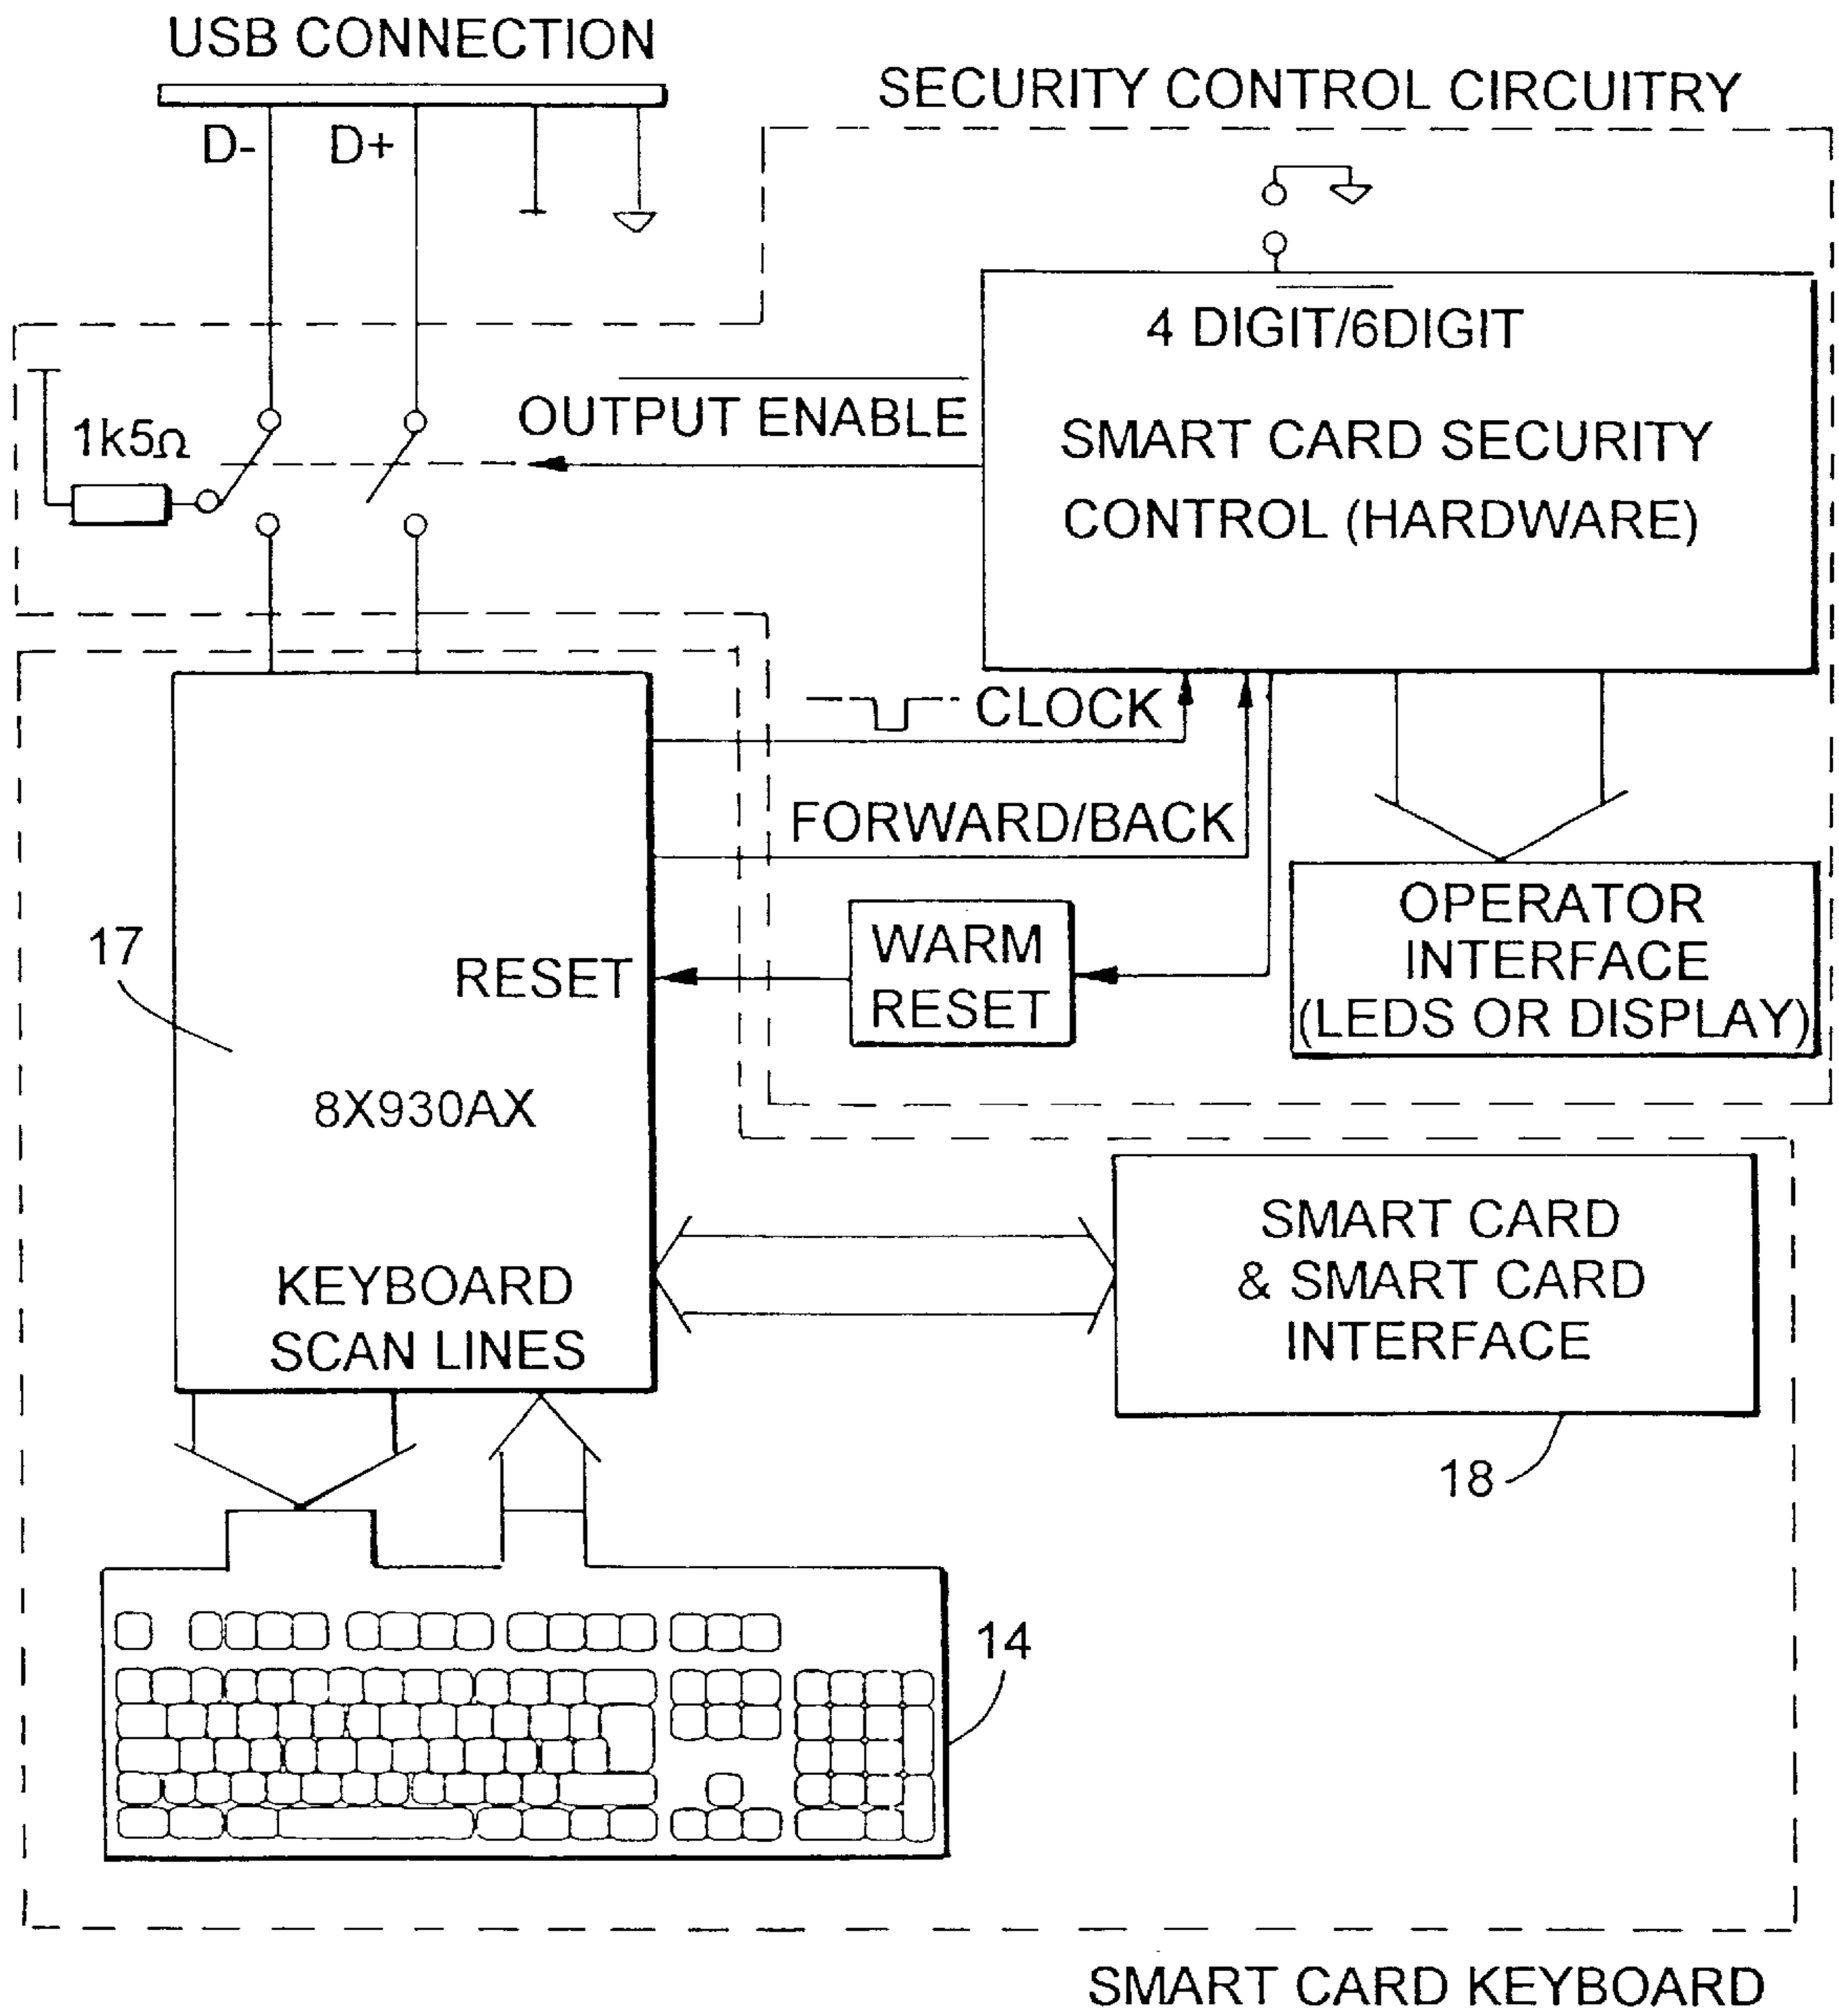 USB CONNECTION
SECURITY CONTROL CIRCUITRY
D-
D+
4 DIGIT/6DIGIT
OUTPUT ENABLE
SMART CARD SECURITY
CONTROL (HARDWARE)
1k5Ω
CLOCK
FORWARD/BACK
OPERATOR
INTERFACE
(LEDS OR DISPLAY)
WARM
RESET
17
RESET
8X930AX
SMART CARD
& SMART CARD
INTERFACE
KEYBOARD
SCAN LINES
18
14
SMART CARD KEYBOARD